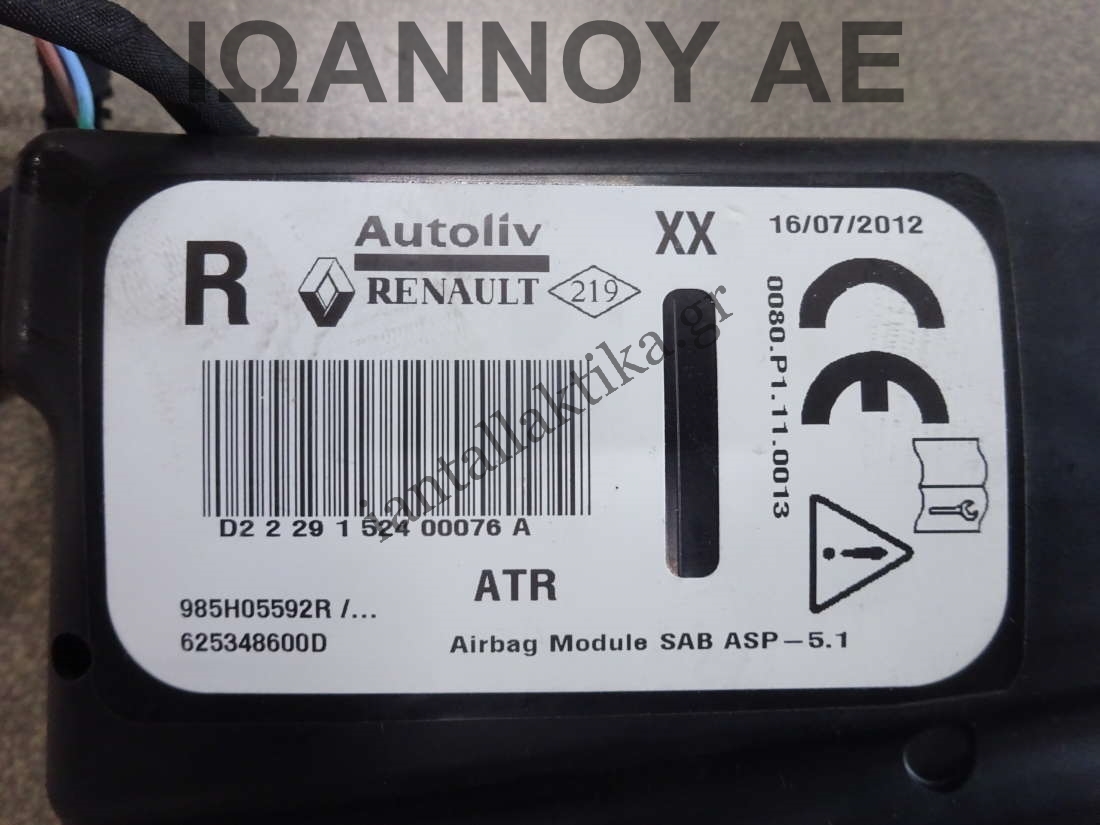 ΙΩΑΝΝΟΥ ΑΕ
R
Autoliv
RENAULT
219
XX
16/07/2012
CE
0080.P1.11.0013
D2 2 29 1 524 00076 A
ATR
985H05592R /...
625348600D
Airbag Module SAB ASP-5.1
iantallaktika.gr